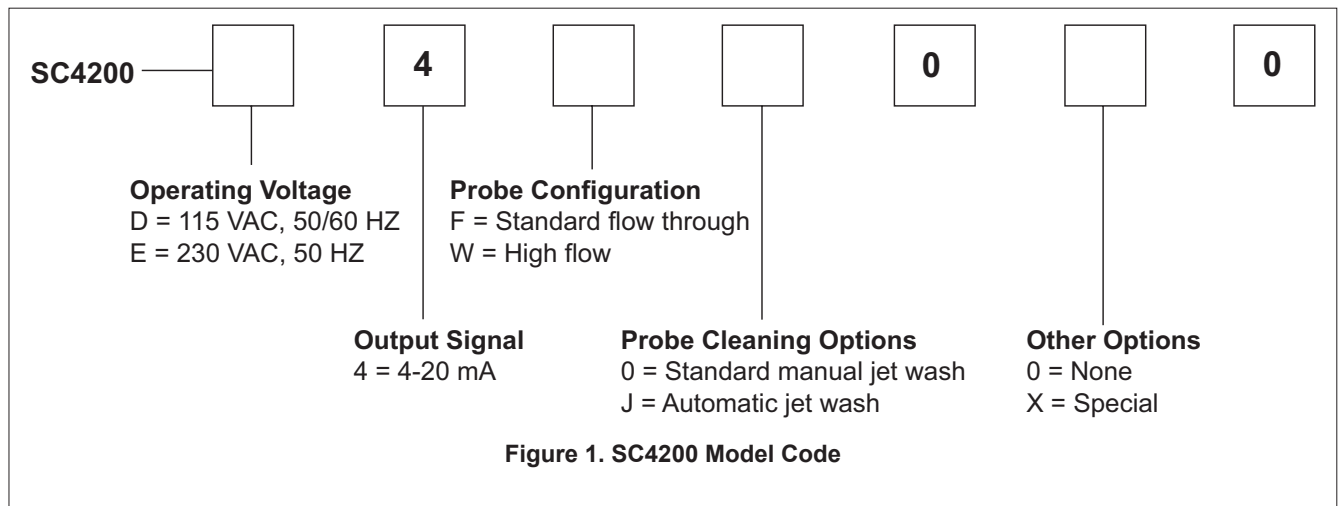 SC4200 4 0 0
Operating Voltage
D = 115 VAC, 50/60 HZ
E = 230 VAC, 50 HZ
Probe Configuration
F = Standard flow through
W = High flow
Output Signal
4 = 4-20 mA
Probe Cleaning Options
0 = Standard manual jet wash
J = Automatic jet wash
Other Options
0 = None
X = Special
Figure 1. SC4200 Model Code